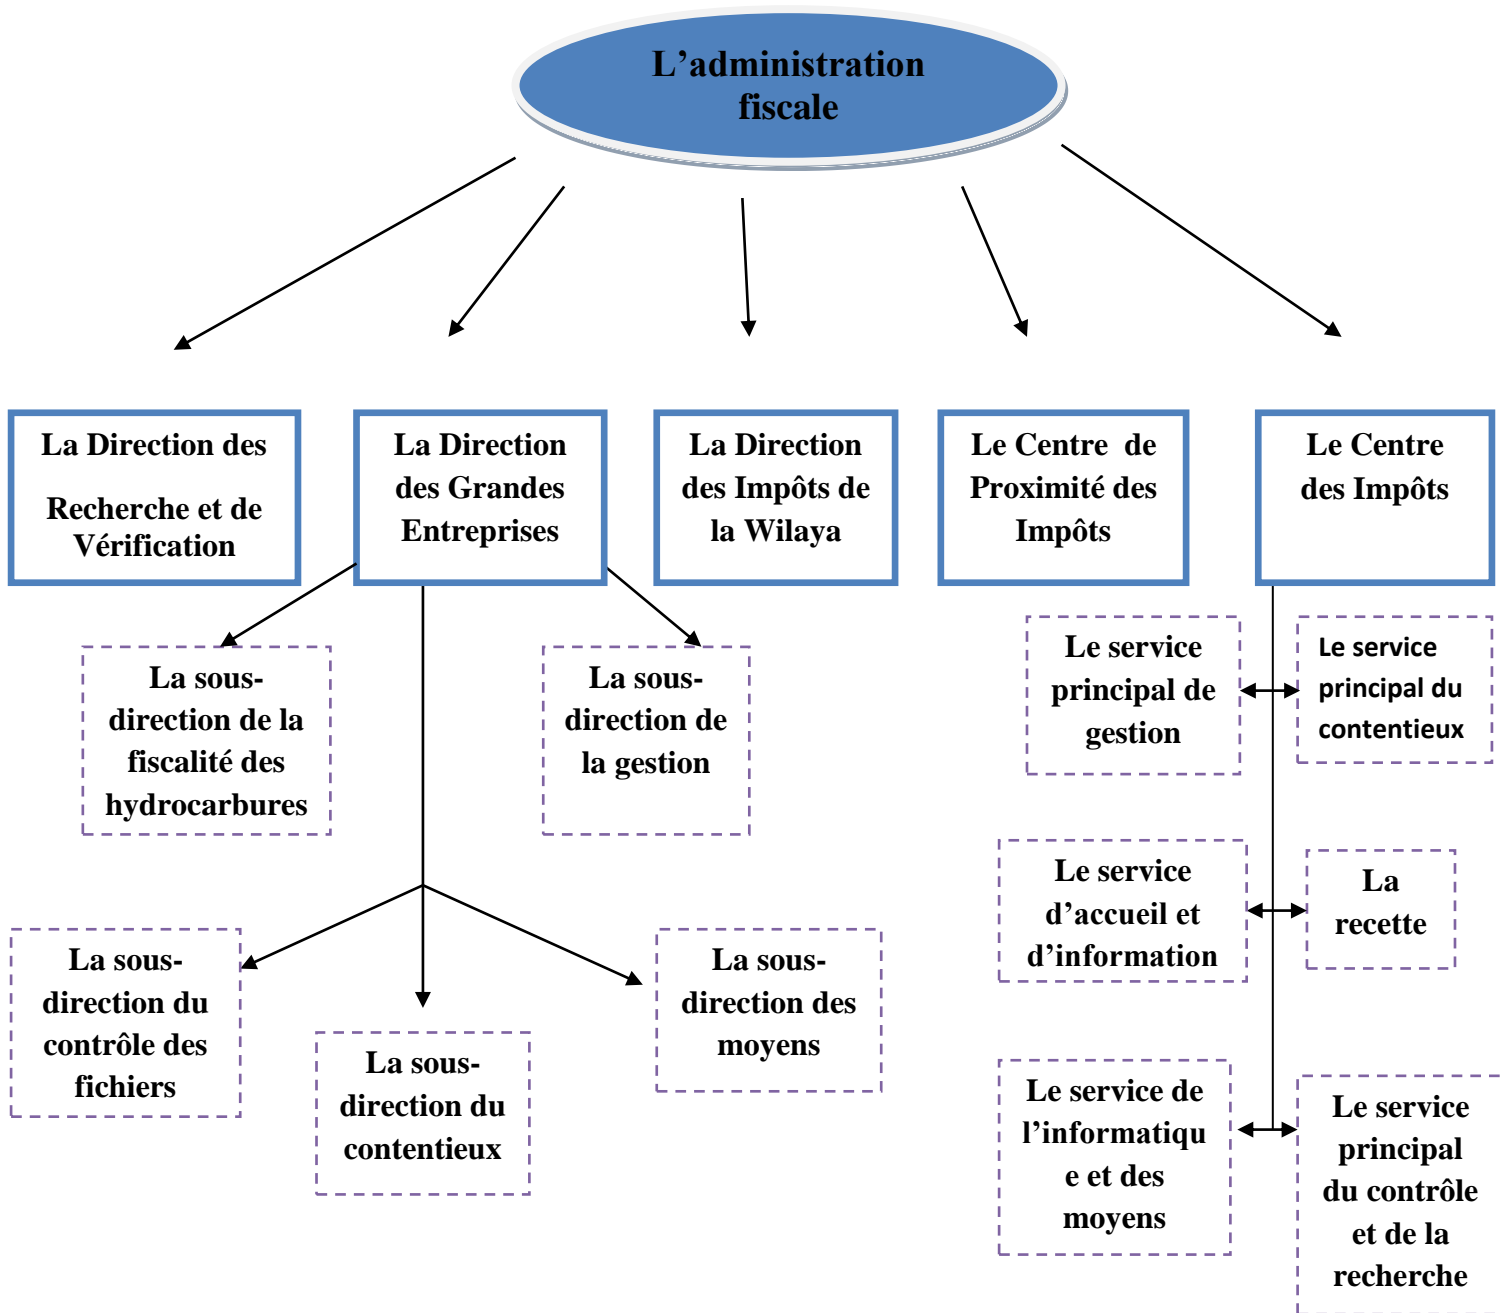 L’administration
fiscale
La Direction des
Recherche et de
Vérification
La Direction
des Grandes
Entreprises
La Direction
des Impôts de
la Wilaya
Le Centre de
Proximité des
Impôts
Le Centre
des Impôts
La sous-
direction de la
fiscalité des
hydrocarbures
La sous-
direction de
la gestion
Le service
principal de
gestion
Le service
principal du
contentieux
Le service
d’accueil et
d’information
La
recette
La sous-
direction du
contrôle des
fichiers
La sous-
direction du
contentieux
La sous-
direction des
moyens
Le service de
l’informatiqu
e et des
moyens
Le service
principal
du contrôle
et de la
recherche